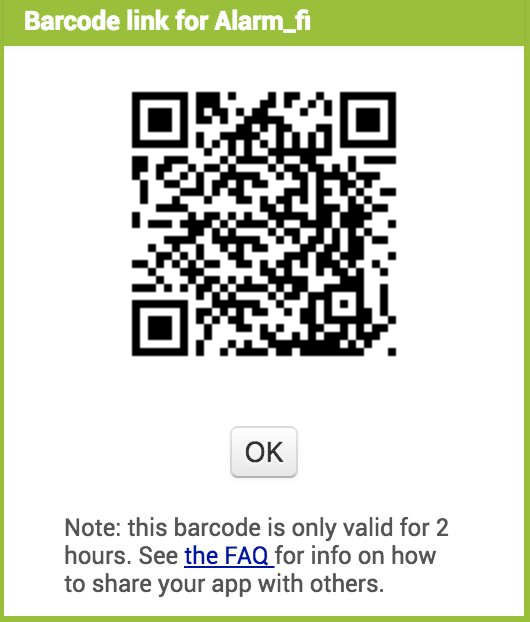 Barcode link for Alarm_fi
OK
Note: this barcode is only valid for 2
hours. See the FAQ for info on how
to share your app with others.